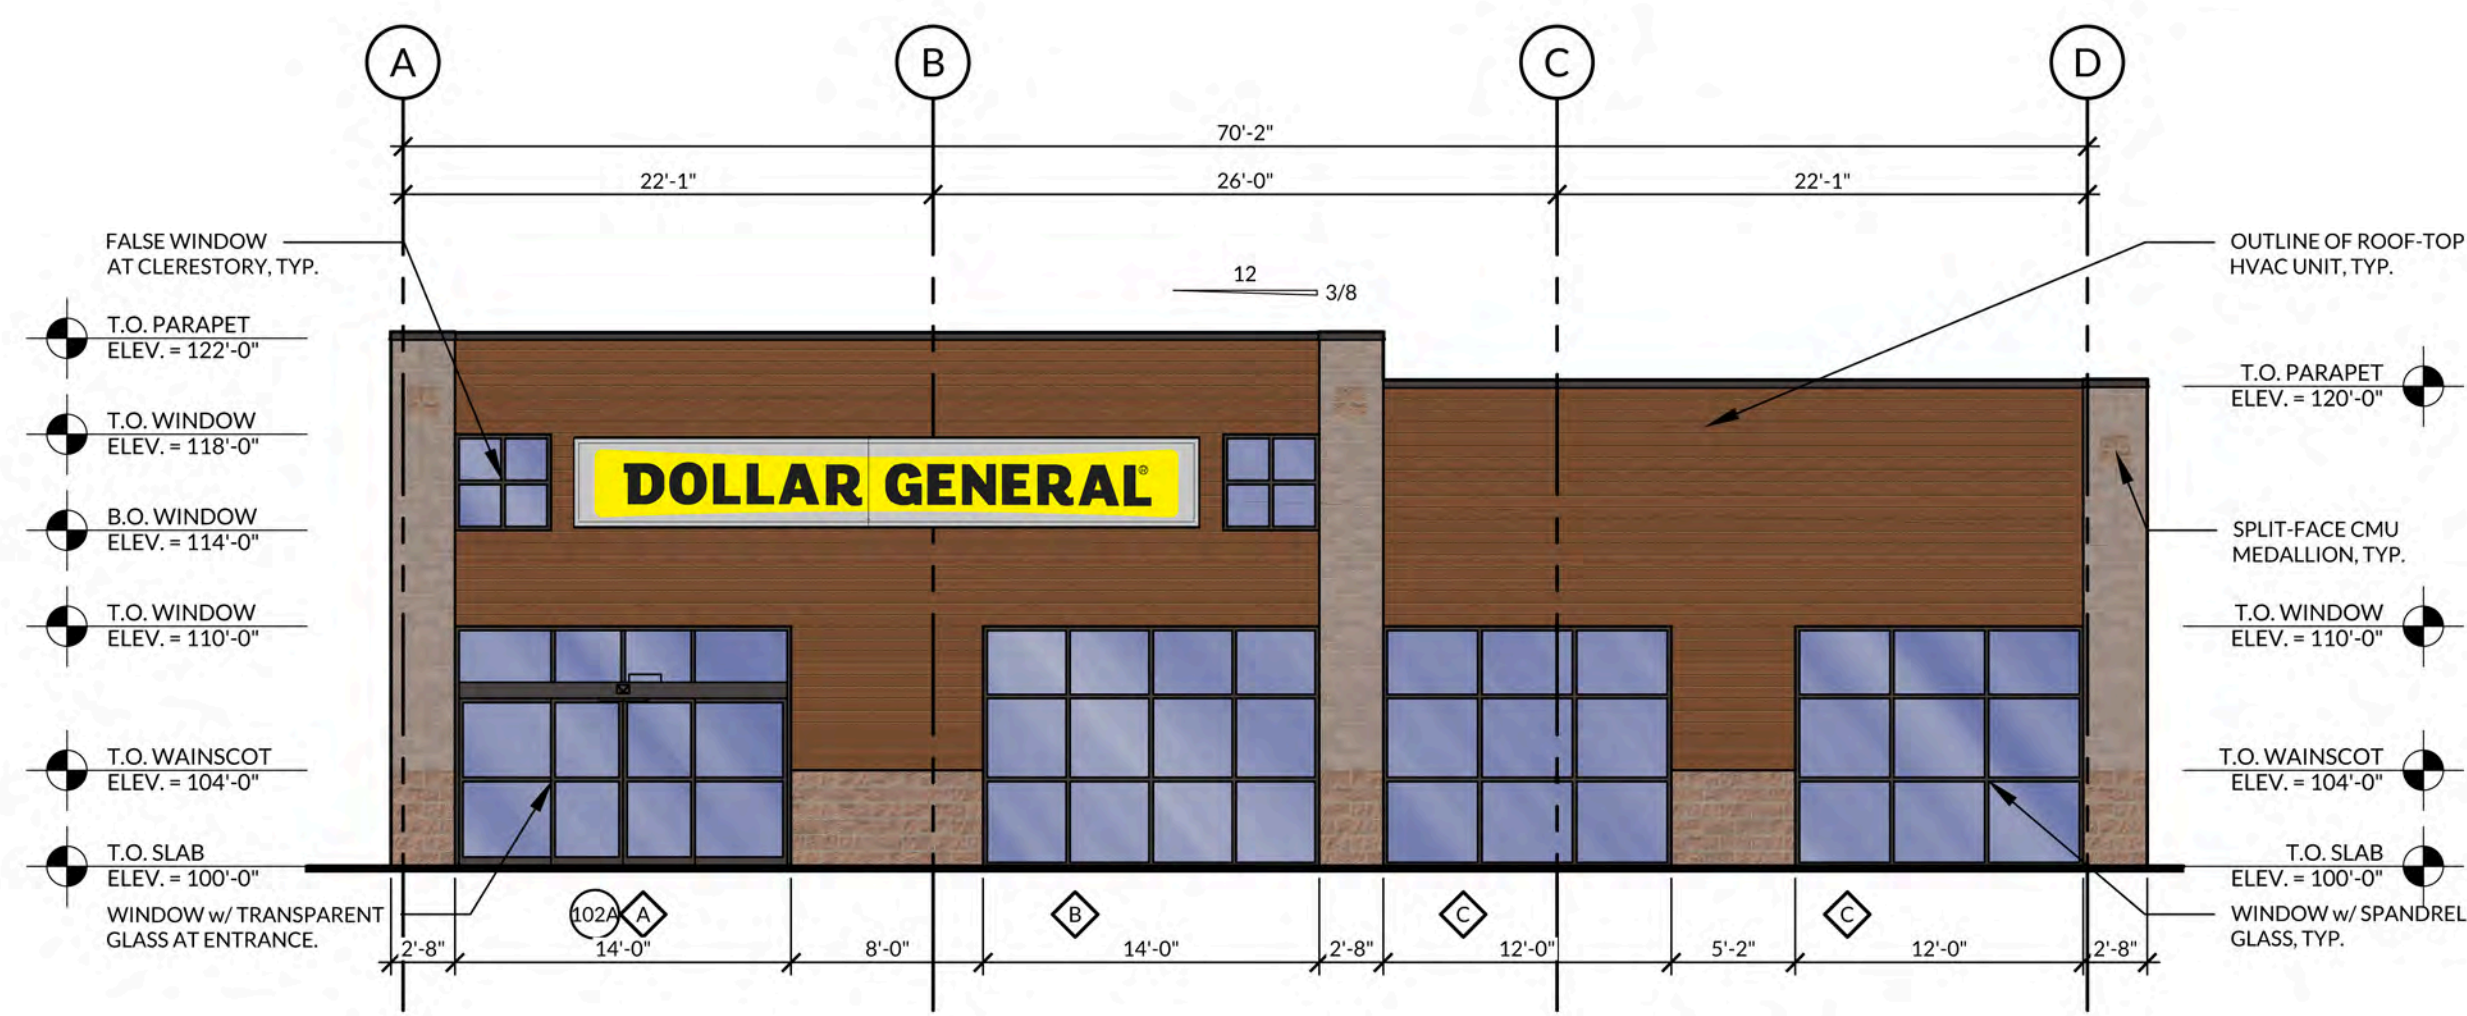 A
B
C
D
70'-2"
22'-1"
26'-0"
22'-1"
FALSE WINDOW
AT CLERESTORY, TYP.
OUTLINE OF ROOF-TOP
HVAC UNIT, TYP.
12
3/8
T.O. PARAPET
ELEV. = 122'-0"
T.O. PARAPET
ELEV. = 120'-0"
T.O. WINDOW
ELEV. = 118'-0"
DOLLAR GENERAL®
B.O. WINDOW
ELEV. = 114'-0"
SPLIT-FACE CMU
MEDALLION, TYP.
T.O. WINDOW
ELEV. = 110'-0"
T.O. WINDOW
ELEV. = 110'-0"
T.O. WAINSCOT
ELEV. = 104'-0"
T.O. WAINSCOT
ELEV. = 104'-0"
T.O. SLAB
ELEV. = 100'-0"
T.O. SLAB
ELEV. = 100'-0"
WINDOW w/ TRANSPARENT
GLASS AT ENTRANCE.
102A
A
B
C
C
WINDOW w/ SPANDREL
GLASS, TYP.
2'-8"
14'-0"
8'-0"
14'-0"
2'-8"
12'-0"
5'-2"
12'-0"
2'-8"